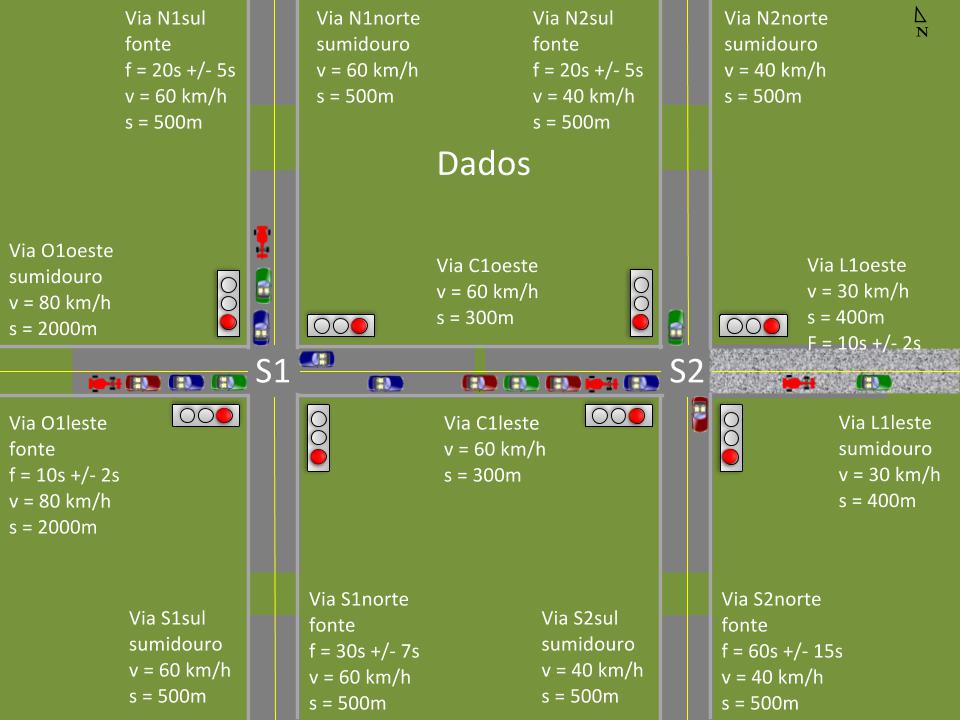 Via N1sul
fonte
f = 20s +/- 5s
v = 60 km/h
s = 500m
Via N1norte
sumidouro
v = 60 km/h
s = 500m
Via N2sul
fonte
f = 20s +/- 5s
v = 40 km/h
s = 500m
Via N2norte
sumidouro
v = 40 km/h
s = 500m
N
Dados
Via O1oeste
sumidouro
v = 80 km/h
s = 2000m
Via C1oeste
v = 60 km/h
s = 300m
Via L1oeste
v = 30 km/h
s = 400m
F = 10s +/- 2s
S1
S2
Via O1leste
fonte
f = 10s +/- 2s
v = 80 km/h
s = 2000m
Via C1leste
v = 60 km/h
s = 300m
Via L1leste
sumidouro
v = 30 km/h
s = 400m
Via S1sul
sumidouro
v = 60 km/h
s = 500m
Via S1norte
fonte
f = 30s +/- 7s
v = 60 km/h
s = 500m
Via S2sul
sumidouro
v = 40 km/h
s = 500m
Via S2norte
fonte
f = 60s +/- 15s
v = 40 km/h
s = 500m